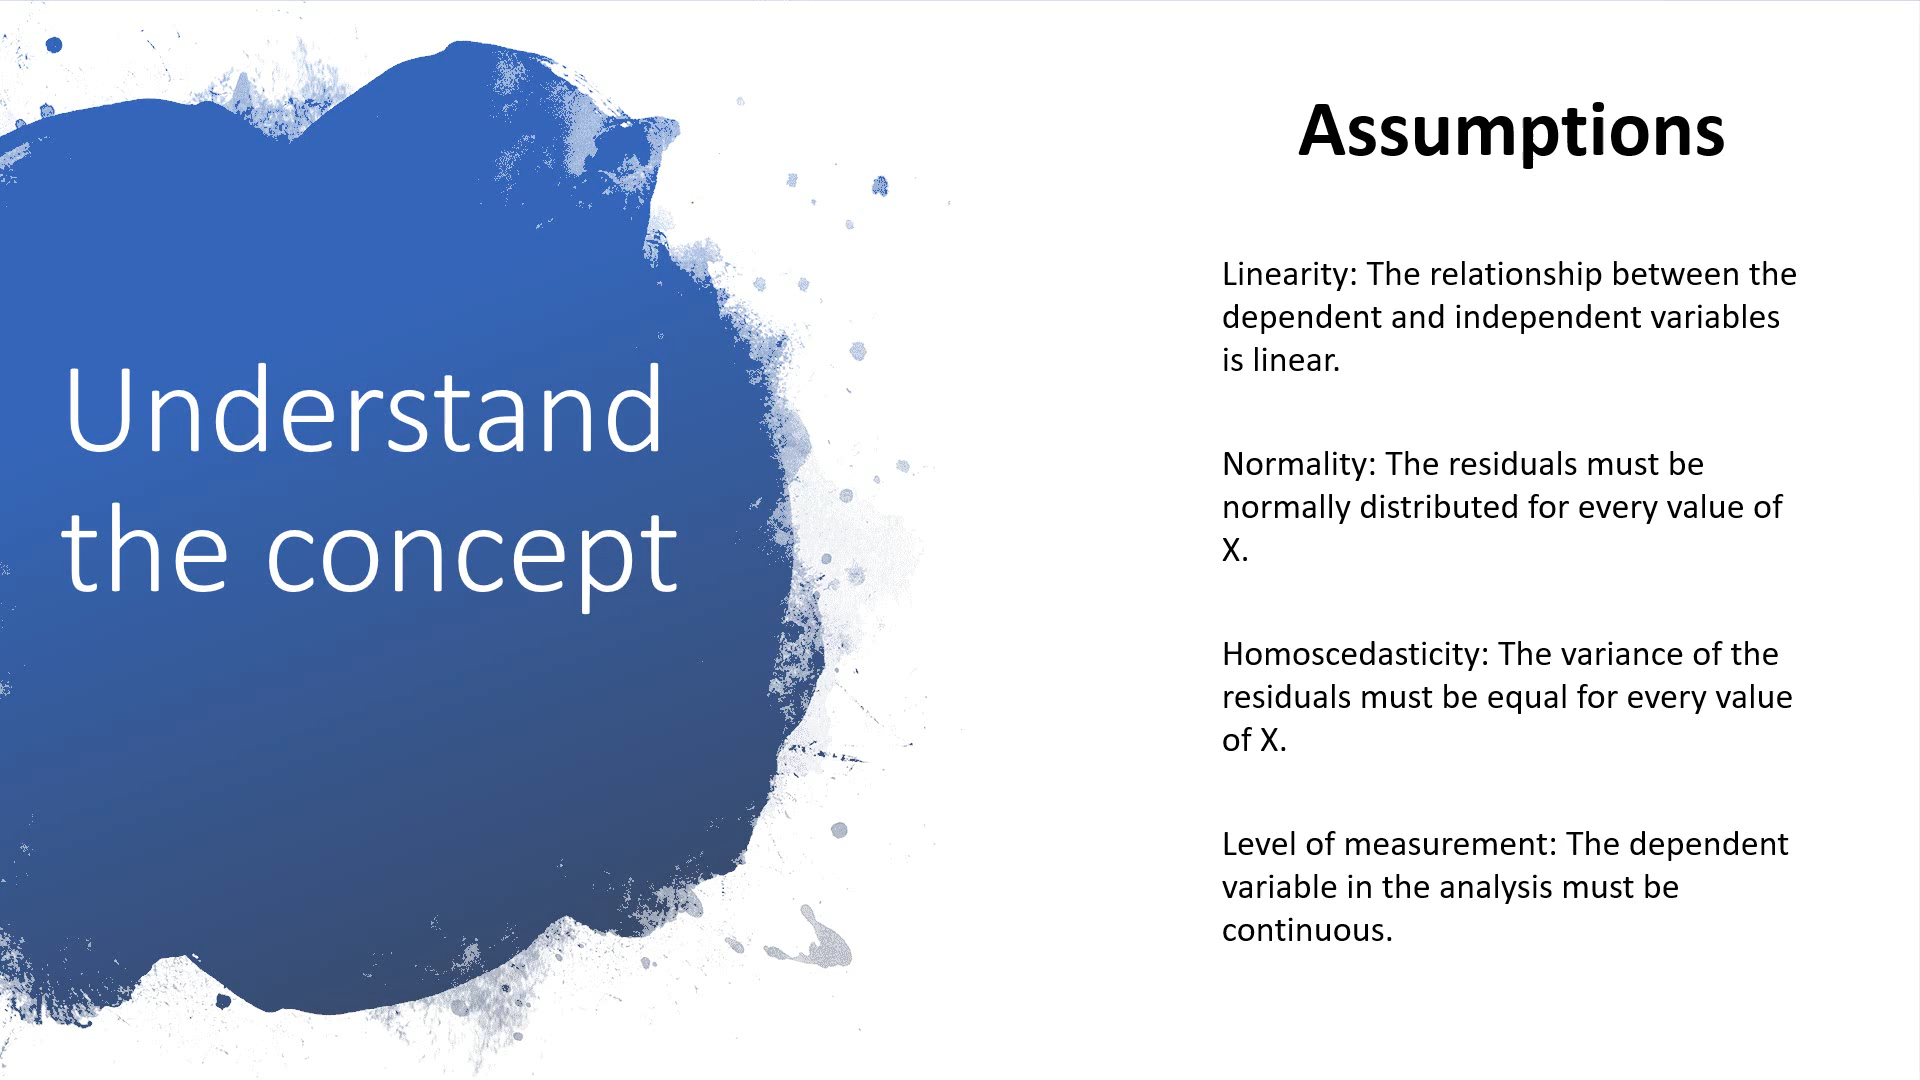 Understand
the concept
Assumptions
Linearity: The relationship between the
dependent and independent variables
is linear.
Normality: The residuals must be
normally distributed for every value of
X.
Homoscedasticity: The variance of the
residuals must be equal for every value
of X.
Level of measurement: The dependent
variable in the analysis must be
continuous.